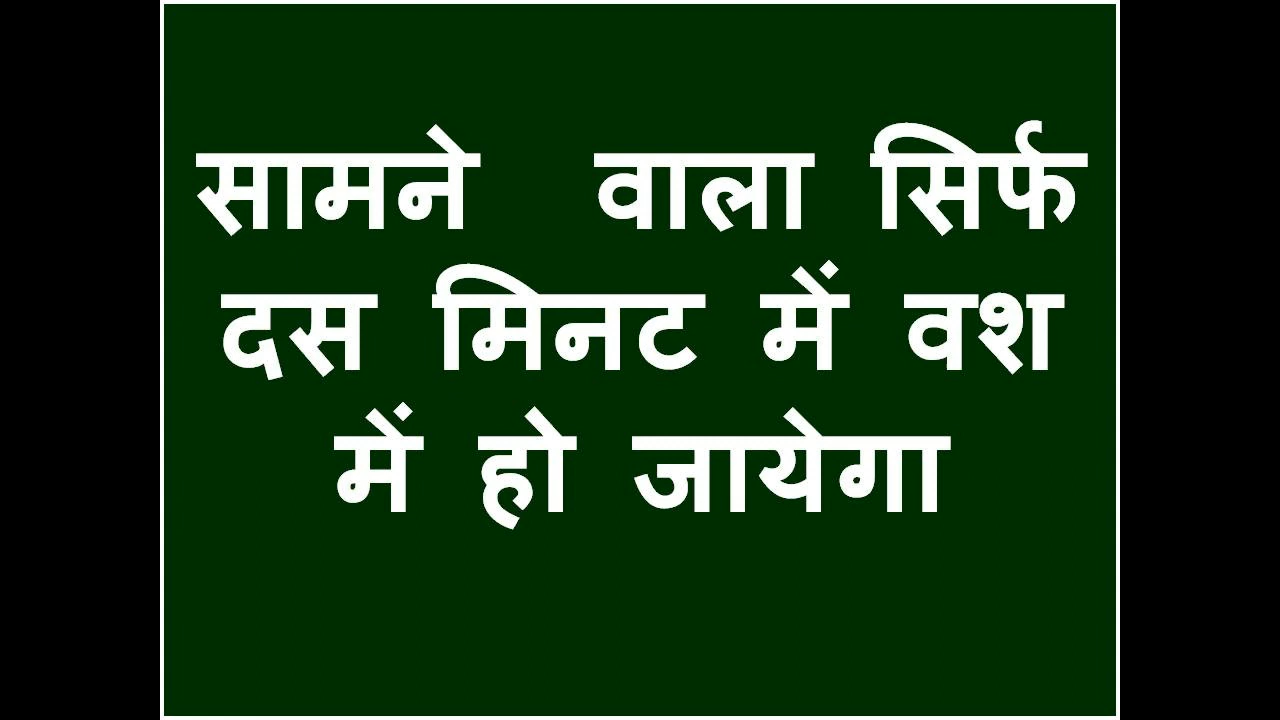 सामने वाला सिर्फ
दस मिनट में वश
में हो जायेगा